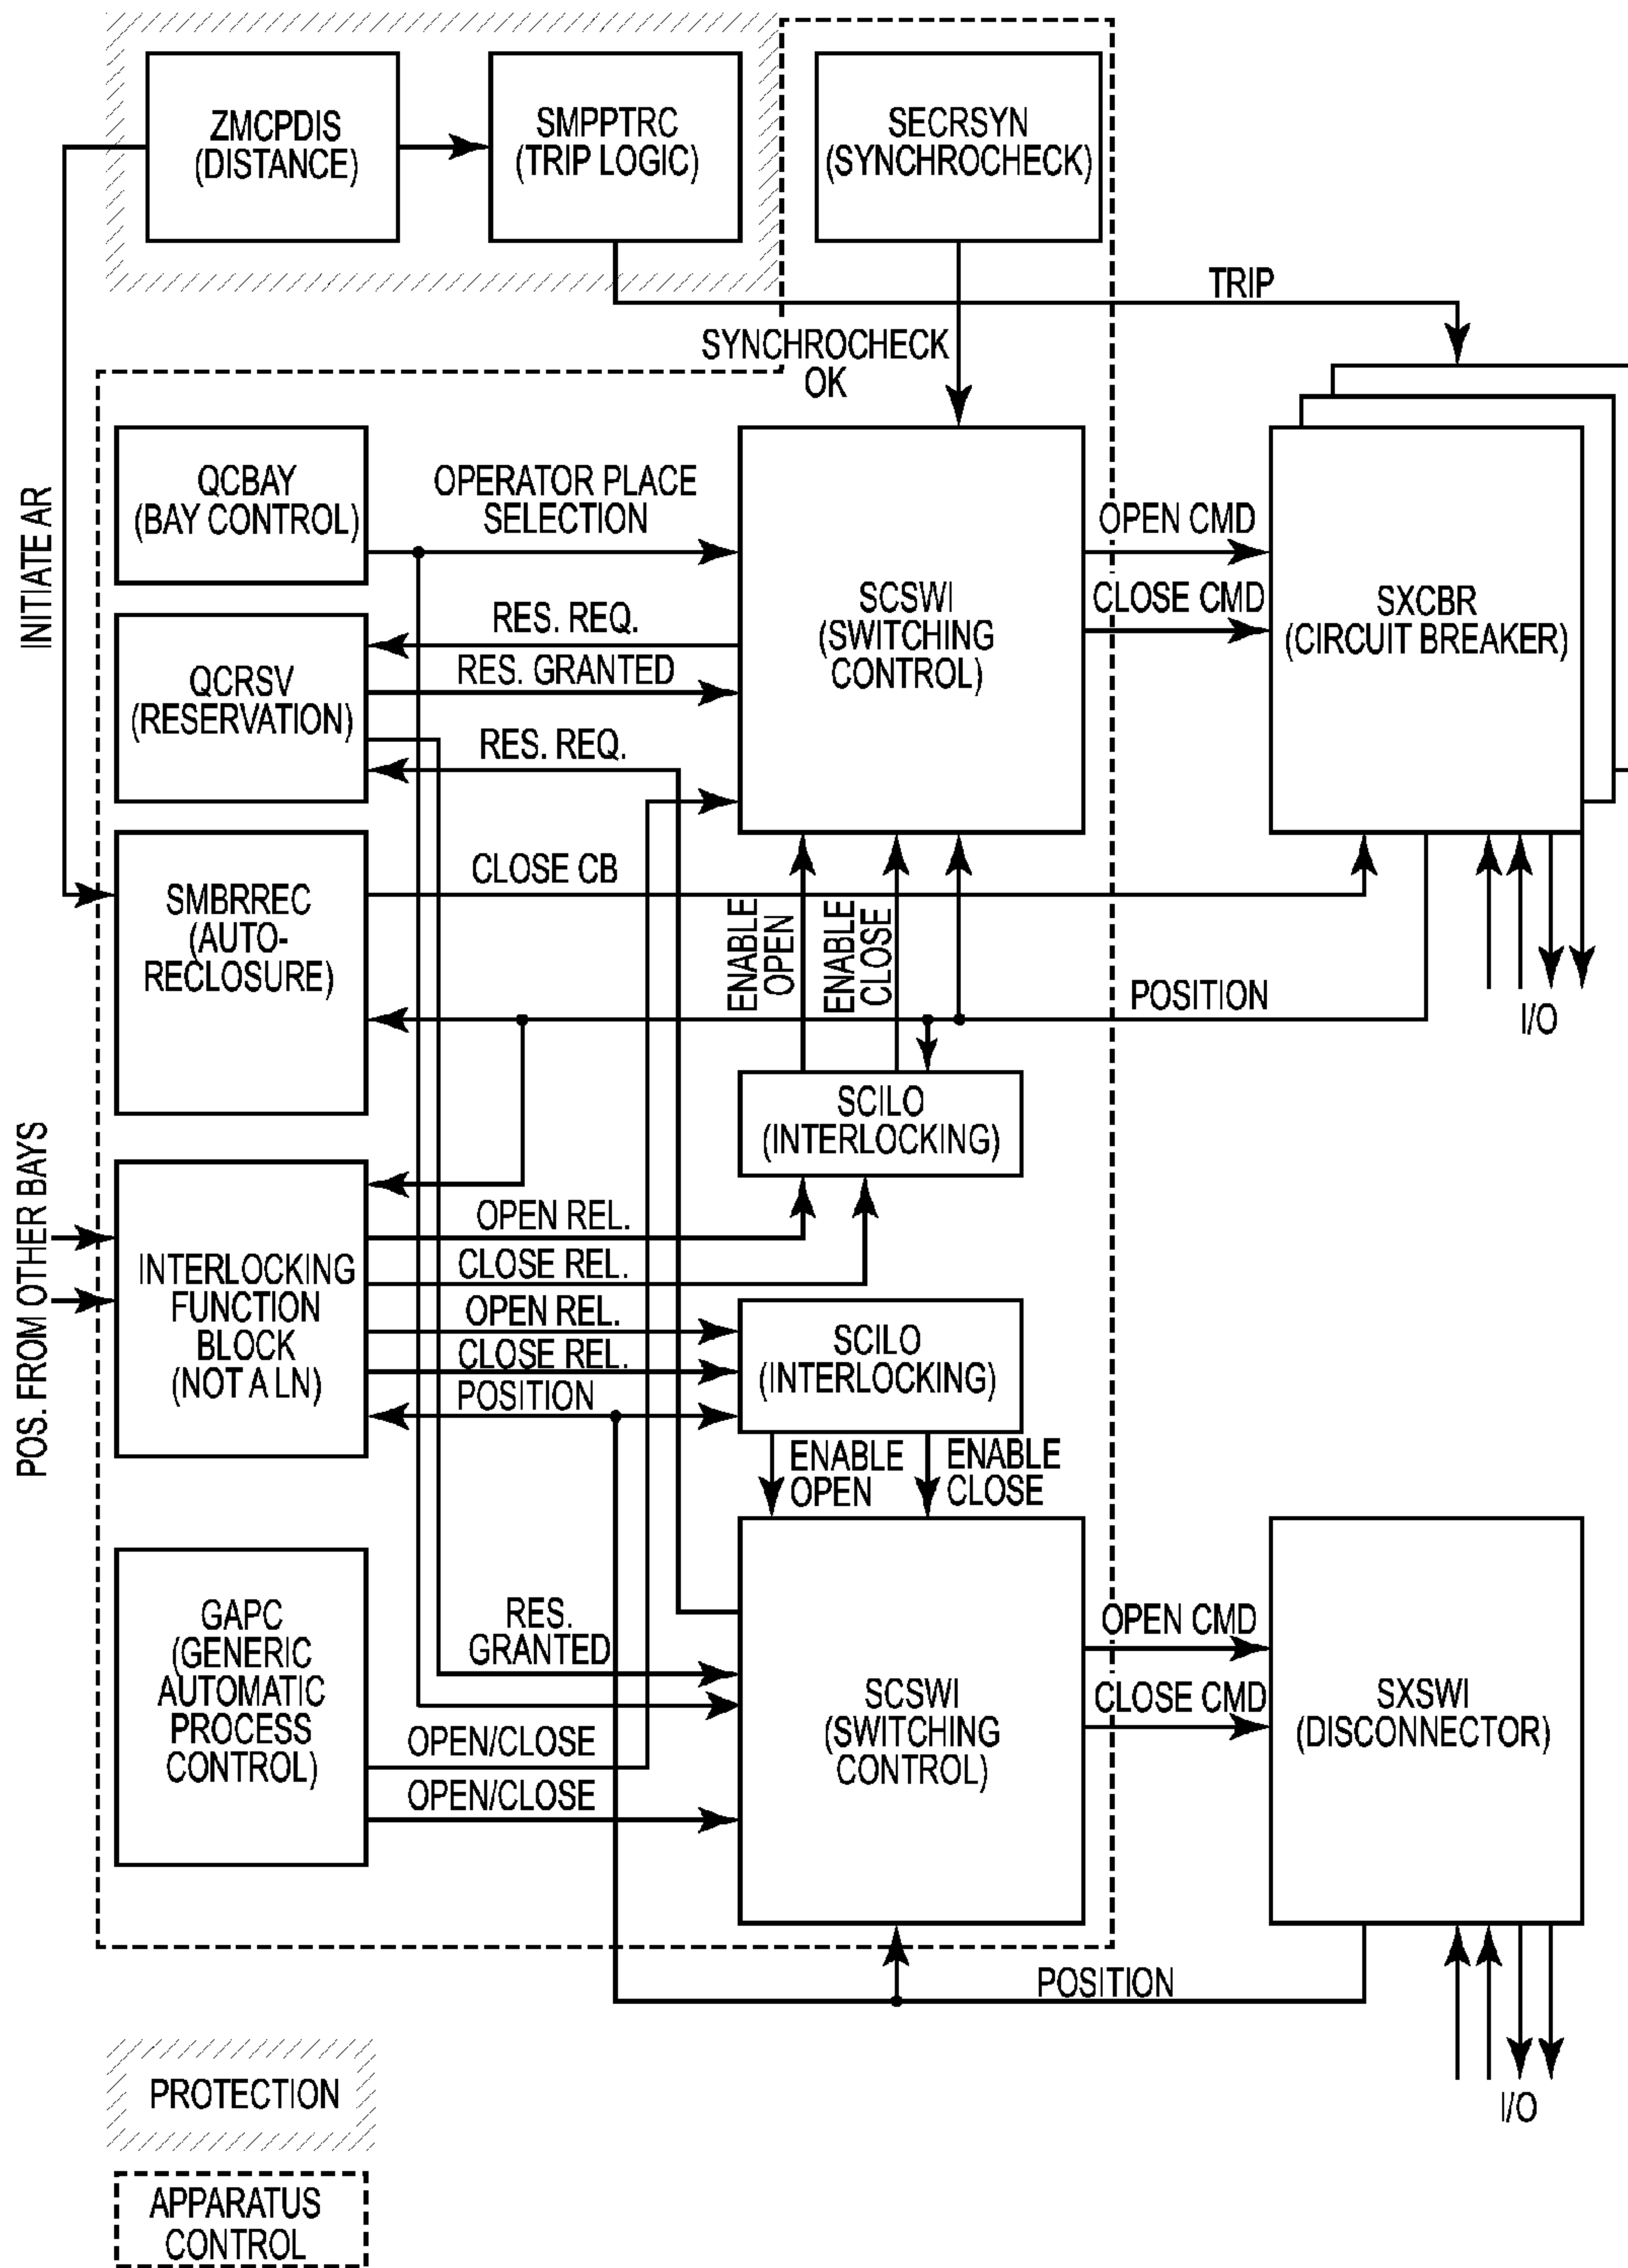 ZMCPDIS
(DISTANCE)
SMPPTRC
(TRIP LOGIC)
SECRSYN
(SYNCHROCHECK)
TRIP
SYNCHROCHECK
OK
INITIATE AR
QCBAY
(BAY CONTROL)
OPERATOR PLACE
SELECTION
SCSWI
(SWITCHING
CONTROL)
OPEN CMD
CLOSE CMD
SXCBR
(CIRCUIT BREAKER)
QCRSV
(RESERVATION)
RES. REQ.
RES. GRANTED
RES. REQ.
SMBRREC
(AUTO-
RECLOSURE)
CLOSE CB
ENABLE
OPEN
ENABLE
CLOSE
POSITION
I/O
SCILO
(INTERLOCKING)
POS. FROM OTHER BAYS
INTERLOCKING
FUNCTION
BLOCK
(NOT A LN)
OPEN REL.
CLOSE REL.
OPEN REL.
CLOSE REL.
POSITION
SCILO
(INTERLOCKING)
ENABLE
OPEN
ENABLE
CLOSE
GAPC
(GENERIC
AUTOMATIC
PROCESS
CONTROL)
RES.
GRANTED
OPEN/CLOSE
OPEN/CLOSE
SCSWI
(SWITCHING
CONTROL)
OPEN CMD
CLOSE CMD
SXSWI
(DISCONNECTOR)
POSITION
I/O
PROTECTION
APPARATUS
CONTROL